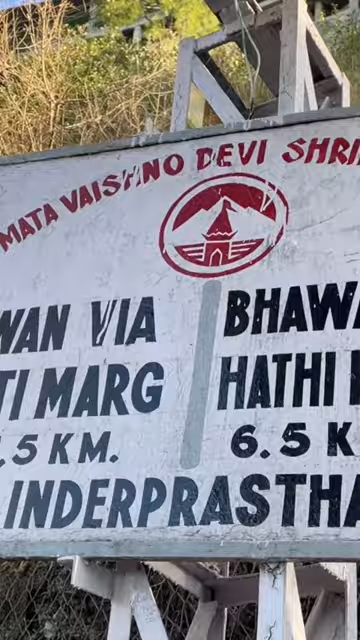 MATA VAISHNO DEVI SHRI
WAN VIA
TI MARG
.5 KM.
BHAWA
HATHI
6.5 K
INDERPRASTHA